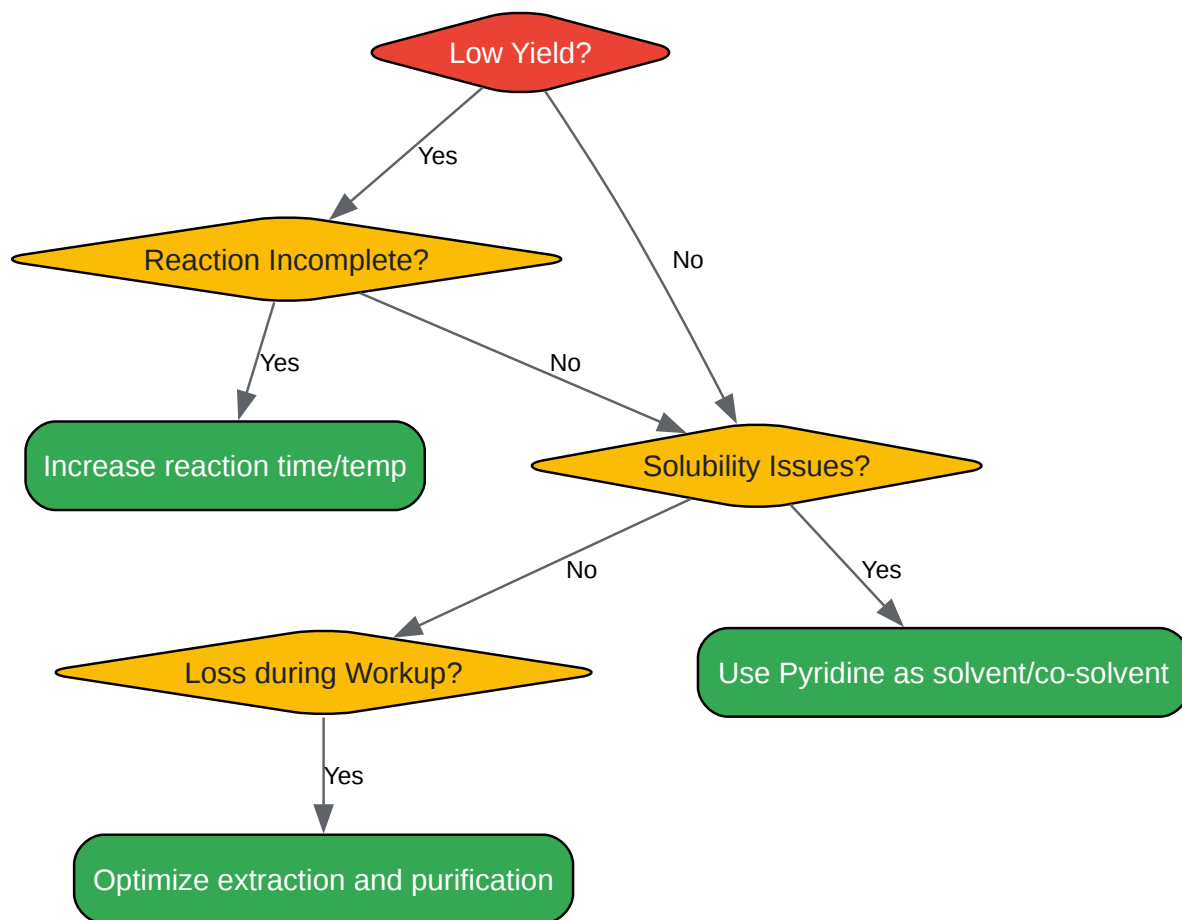 Low Yield?
Yes
Reaction Incomplete?
No
Yes
No
Increase reaction time/temp
Solubility Issues?
No
Yes
Loss during Workup?
Use Pyridine as solvent/co-solvent
Yes
Optimize extraction and purification